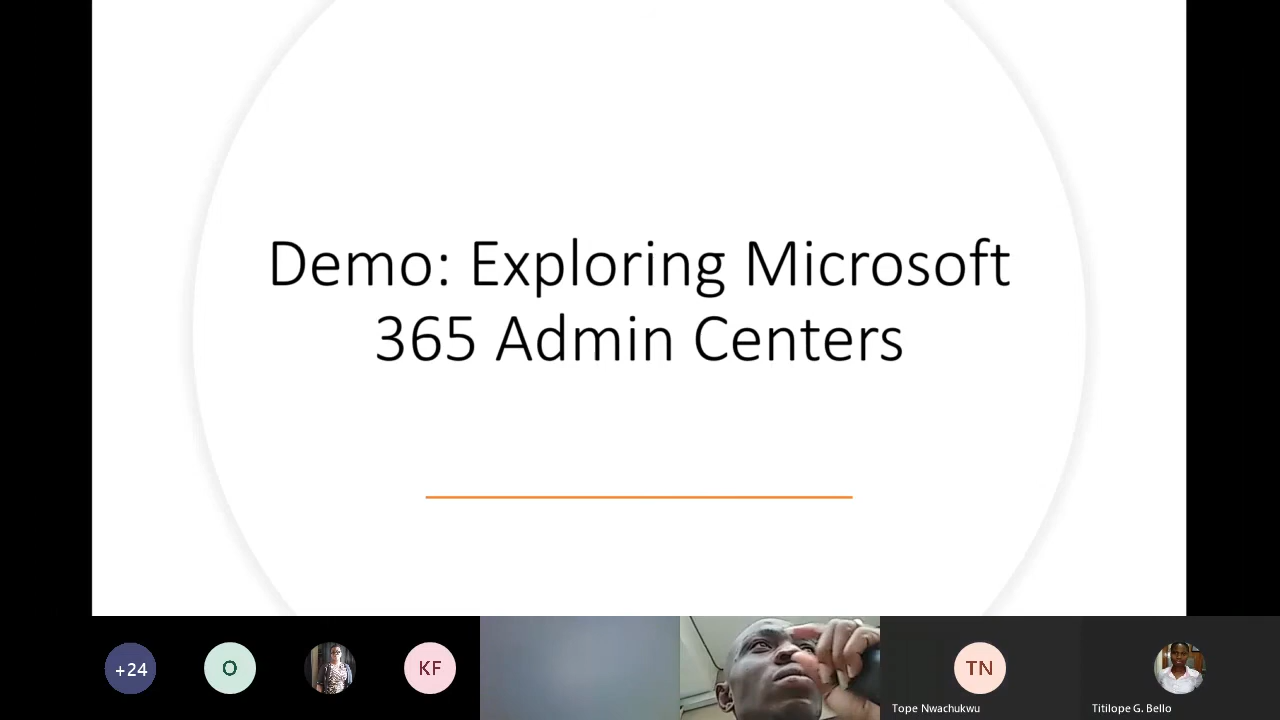 Demo: Exploring Microsoft
365 Admin Centers
+24
O
KF
TN
Tope Nwachukwu
Titilope G. Bello